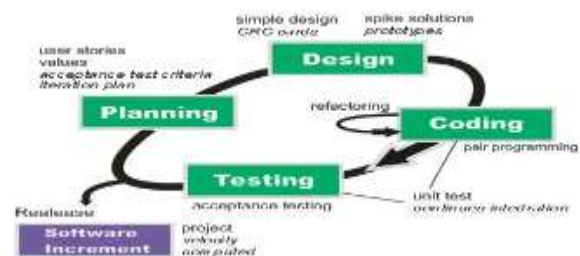 simple design
CRC cards
spike solutions
prototypes
user stories
values
acceptance test criteria
iteration plan
Design
Planning
refactoring
Coding
pair programming
Testing
acceptance testing
unit test
continuous integration
Release
Software
Increment
project
velocity
computed